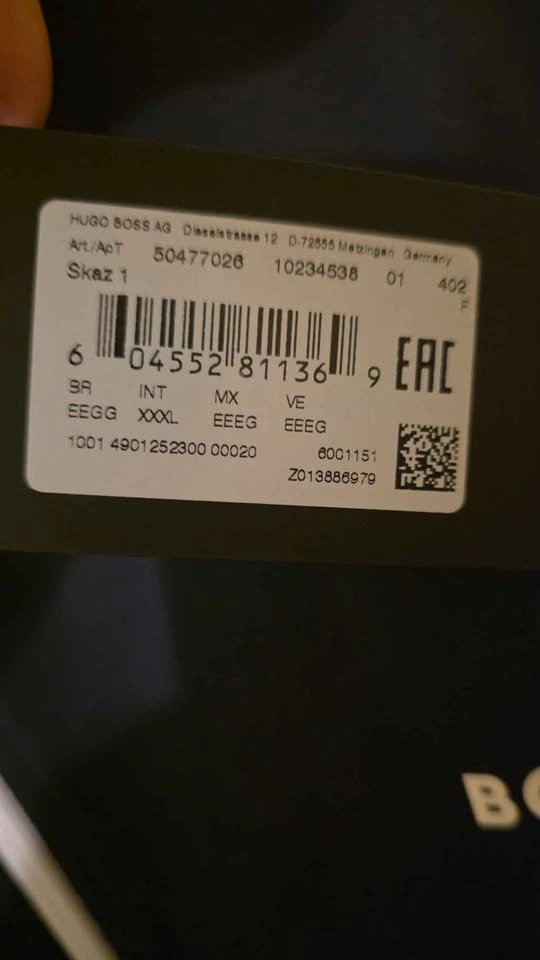 HUGO BOSS AG Dieselstrasse 12 D-72555 Metzingen Germany
Art./АрТ 50477026 10234538 01 402
Skaz 1 F
6 04552 81136 9 EAC
BR INT MX VE
EEGG XXXL EEEG EEEG
1001 4901252300 00020 6001151
Z013886979